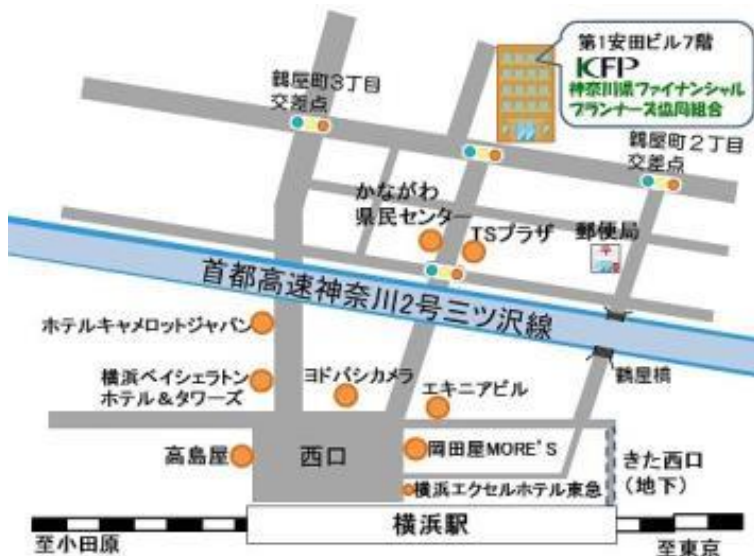 第1安田ビル7階
KFP
神奈川県ファイナンシャル
プランナーズ協同組合
鶴屋町3丁目
交差点
鶴屋町2丁目
交差点
かながわ
県民センター
TSプラザ
郵便局
首都高速神奈川2号三ツ沢線
ホテルキャメロットジャパン
横浜ベイシェラトン
ホテル&タワーズ
ヨドバシカメラ
エキニアビル
鶴屋橋
高島屋
西口
岡田屋MORE'S
横浜エクセルホテル東急
きた西口
(地下)
横浜駅
至小田原
至東京